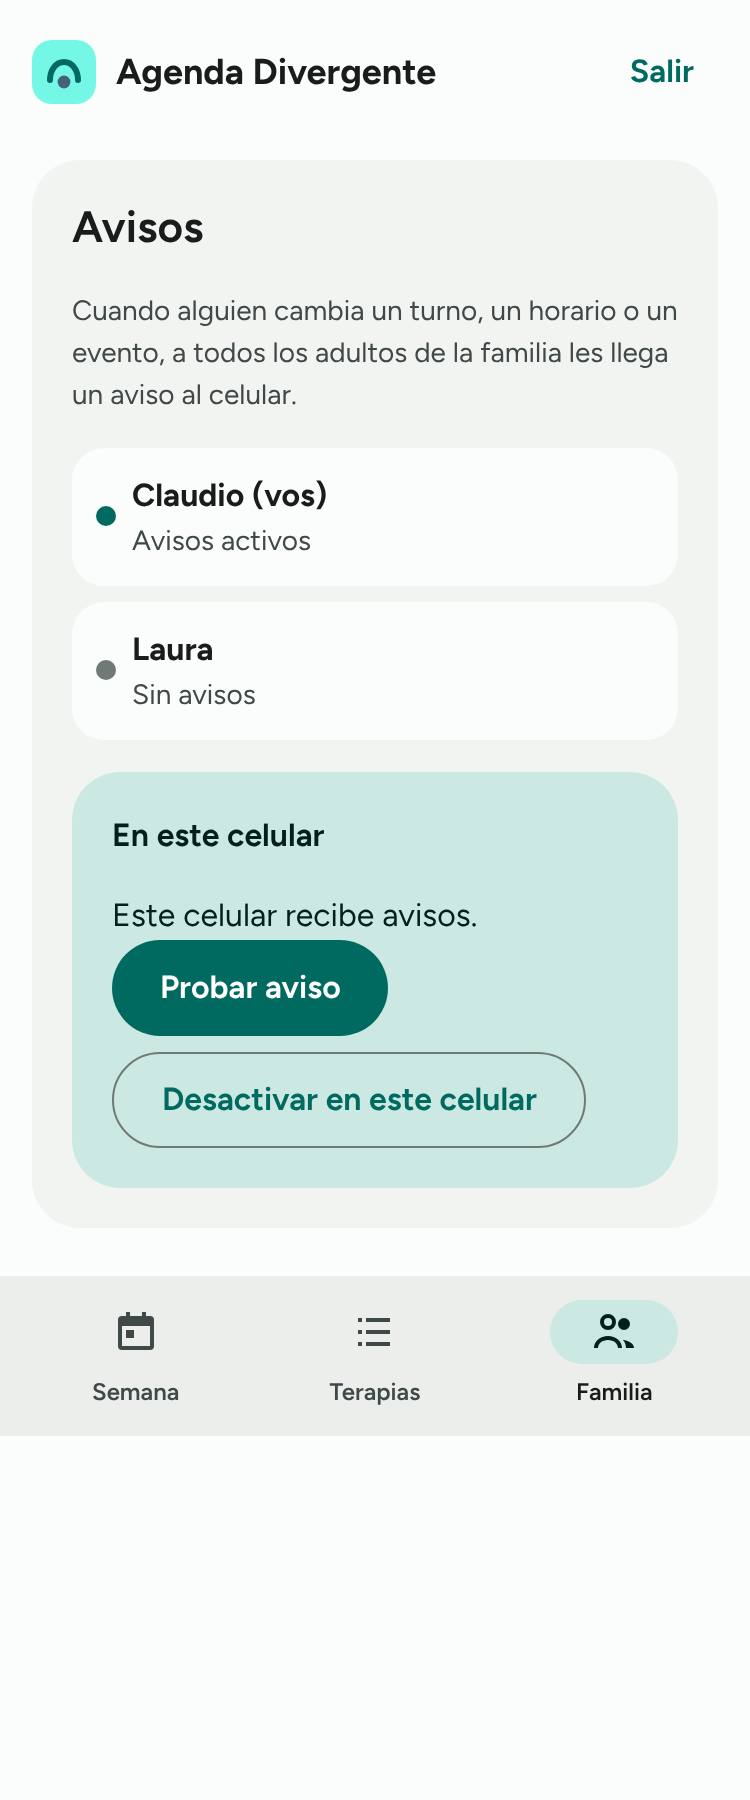 Agenda Divergente
Salir
Avisos
Cuando alguien cambia un turno, un horario o un
evento, a todos los adultos de la familia les llega
un aviso al celular.
Claudio (vos)
Avisos activos
Laura
Sin avisos
En este celular
Este celular recibe avisos.
Probar aviso
Desactivar en este celular
Semana
Terapias
Familia